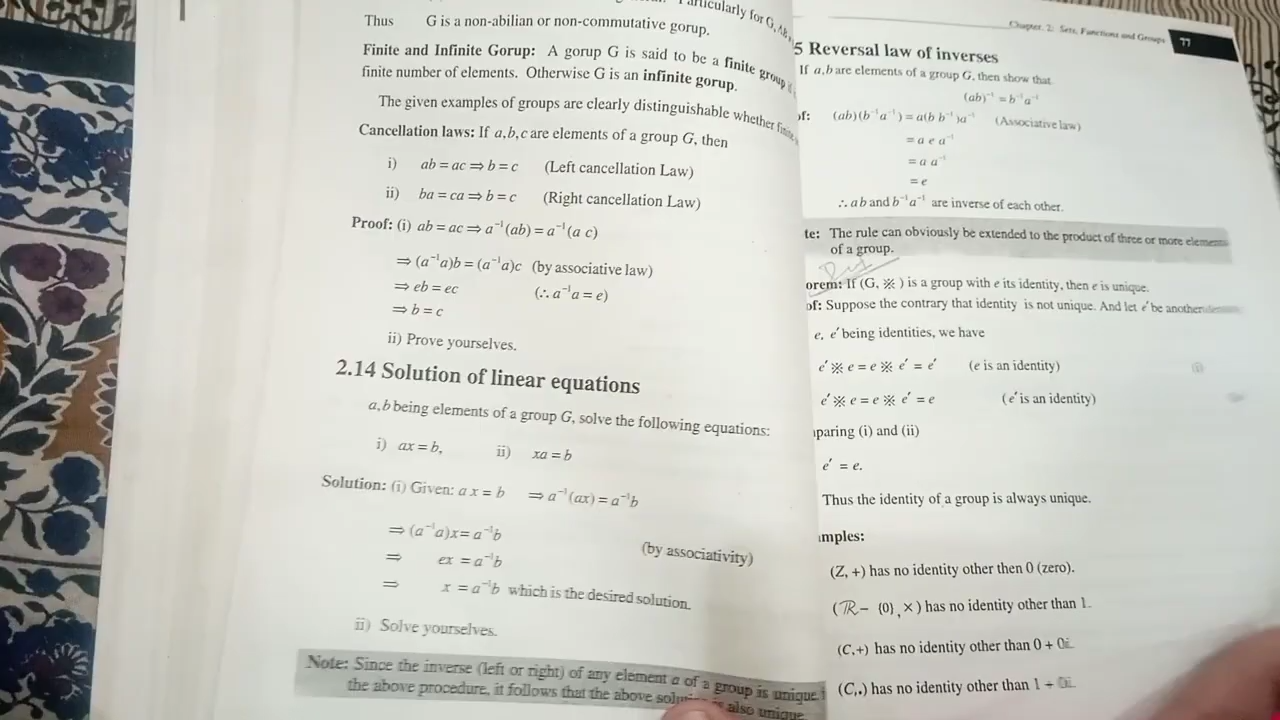 Particularly for G,
Thus G is a non-abilian or non-commutative gorup.
Finite and Infinite Gorup: A gorup G is said to be a finite group if
finite number of elements. Otherwise G is an infinite gorup.
The given examples of groups are clearly distinguishable whether finite
Cancellation laws: If a,b,c are elements of a group G, then
i) ab = ac ⇒ b = c (Left cancellation Law)
ii) ba = ca ⇒ b = c (Right cancellation Law)
Proof: (i) ab = ac ⇒ a⁻¹(ab) = a⁻¹(a c)
⇒ (a⁻¹a)b = (a⁻¹a)c (by associative law)
⇒ eb = ec (∴ a⁻¹a = e)
⇒ b = c
ii) Prove yourselves.
2.14 Solution of linear equations
a,b being elements of a group G, solve the following equations:
i) ax = b, ii) xa = b
Solution: (i) Given: a x = b ⇒ a⁻¹(ax) = a⁻¹b
⇒ (a⁻¹a)x = a⁻¹b (by associativity)
⇒ ex = a⁻¹b
⇒ x = a⁻¹b which is the desired solution.
ii) Solve yourselves.
Note: Since the inverse (left or right) of any element a of a group is unique
the above procedure, it follows that the above is also unique
Chapter. 2: Sets, Functions and Groups 77
5 Reversal law of inverses
If a,b are elements of a group G, then show that
(ab)⁻¹ = b⁻¹a⁻¹
of: (ab)(b⁻¹a⁻¹) = a(b b⁻¹)a⁻¹ (Associative law)
= a e a⁻¹
= a a⁻¹
= e
∴ ab and b⁻¹a⁻¹ are inverse of each other.
te: The rule can obviously be extended to the product of three or more elements
of a group.
orem: If (G, ※ ) is a group with e its identity, then e is unique.
of: Suppose the contrary that identity is not unique. And let e′ be another
e, e′ being identities, we have
e′ ※ e = e ※ e′ = e′ (e is an identity) (i)
e′ ※ e = e ※ e′ = e (e′ is an identity)
paring (i) and (ii)
e′ = e.
Thus the identity of a group is always unique.
mples:
(Z, +) has no identity other then 0 (zero).
(ℛ – {0}, ×) has no identity other than 1.
(C,+) has no identity other than 0 + 0i.
(C,.) has no identity other than 1 + 0i.